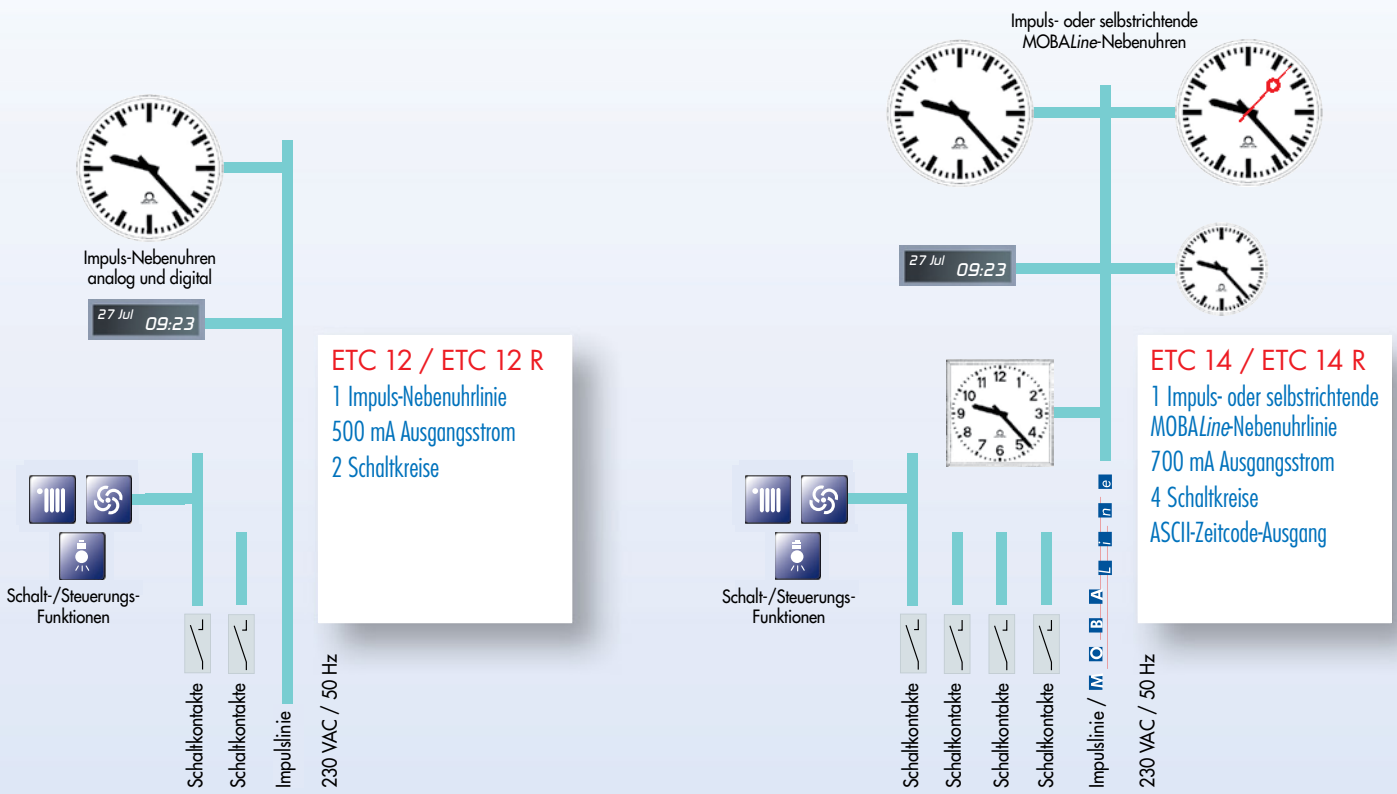 Impuls-Nebenuhren
analog und digital
27 Jul 09:23
ETC 12 / ETC 12 R
1 Impuls-Nebenuhrlinie
500 mA Ausgangsstrom
2 Schaltkreise
Schalt-/Steuerungs-
Funktionen
Schaltkontakte
Schaltkontakte
Impulslinie
230 VAC / 50 Hz
Impuls- oder selbstrichtende
MOBALine-Nebenuhren
27 Jul 09:23
11 12 1
10 2
9 3
8 4
7 6 5
ETC 14 / ETC 14 R
1 Impuls- oder selbstrichtende
MOBALine-Nebenuhrlinie
700 mA Ausgangsstrom
4 Schaltkreise
ASCII-Zeitcode-Ausgang
Schalt-/Steuerungs-
Funktionen
Schaltkontakte
Schaltkontakte
Schaltkontakte
Schaltkontakte
Impulslinie / MOBALine
230 VAC / 50 Hz